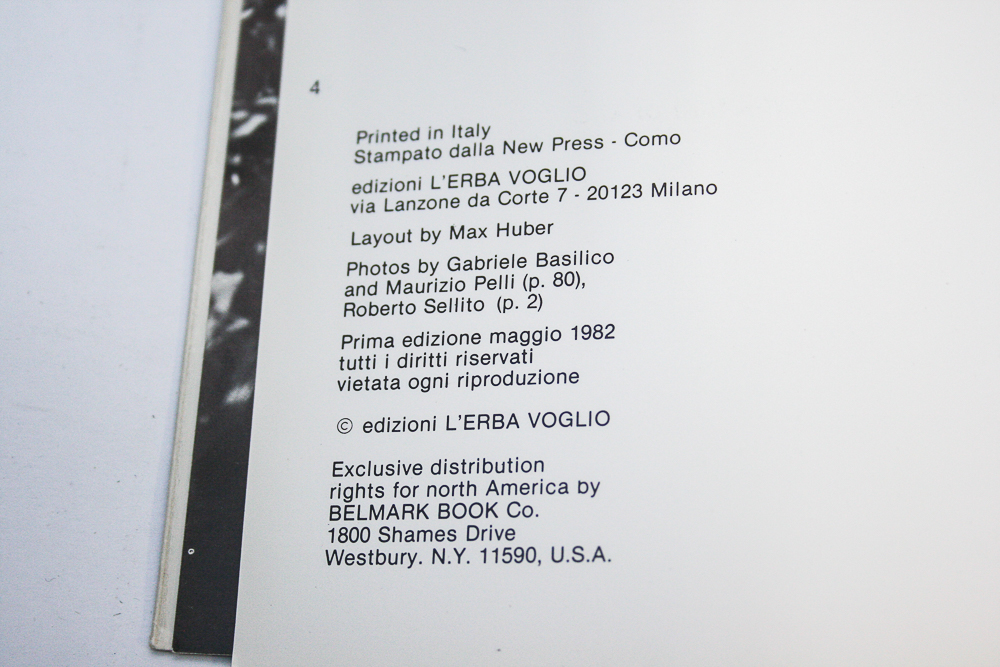 4
Printed in Italy
Stampato dalla New Press - Como
edizioni L'ERBA VOGLIO
via Lanzone da Corte 7 - 20123 Milano
Layout by Max Huber
Photos by Gabriele Basilico
and Maurizio Pelli (p. 80),
Roberto Sellito (p. 2)
Prima edizione maggio 1982
tutti i diritti riservati
vietata ogni riproduzione
© edizioni L'ERBA VOGLIO
Exclusive distribution
rights for north America by
BELMARK BOOK Co.
1800 Shames Drive
Westbury. N.Y. 11590, U.S.A.